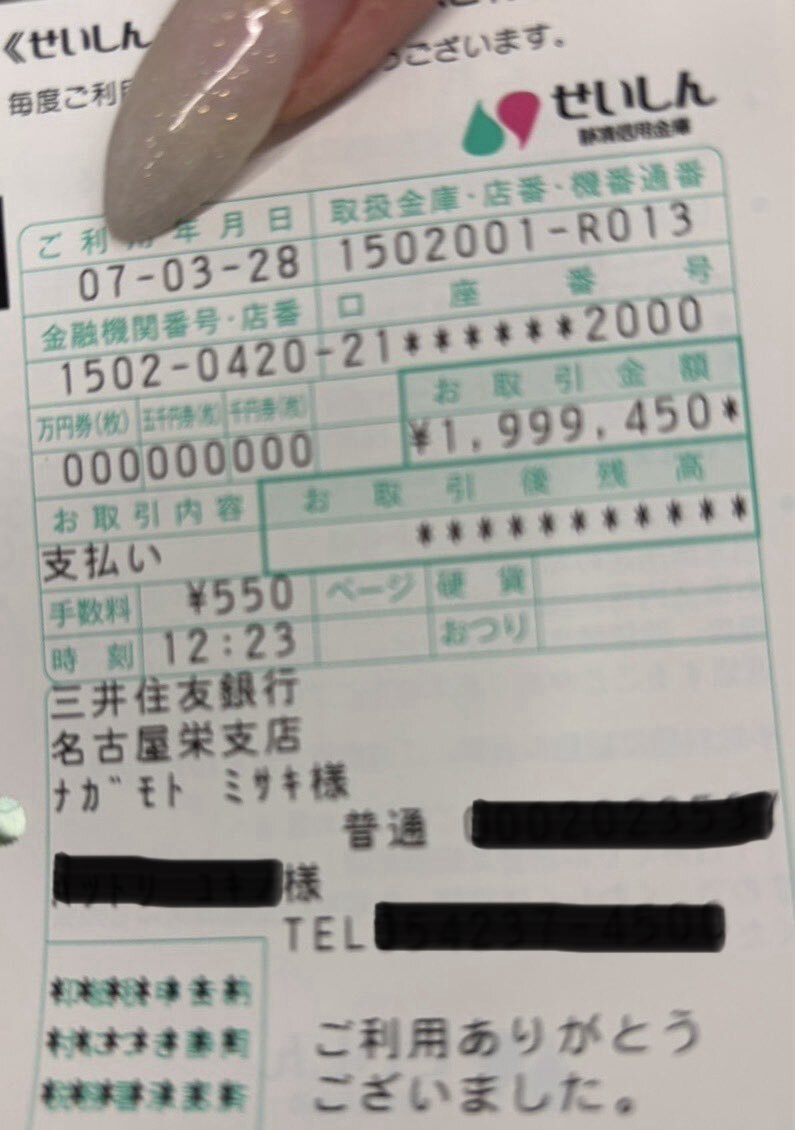 《せいしん
毎度ご利
うございます。
せいしん
静清信用金庫
ご利用年月日 取扱金庫・店番・機番通番
07-03-28 1502001-R013
金融機関番号・店番 口座番号
1502-0420-21******2000
万円券(枚) 五千円券(枚) 千円券(枚) お取引金額
000000000 ¥1,999,450*
お取引内容 お取引後残高
支払い ***********
手数料 ¥550 ページ 硬貨
時刻 12:23 おつり
三井住友銀行
名古屋栄支店
ナガﾞモト ミサキ様
普通
様
TEL
ご利用ありがとう
ございました。